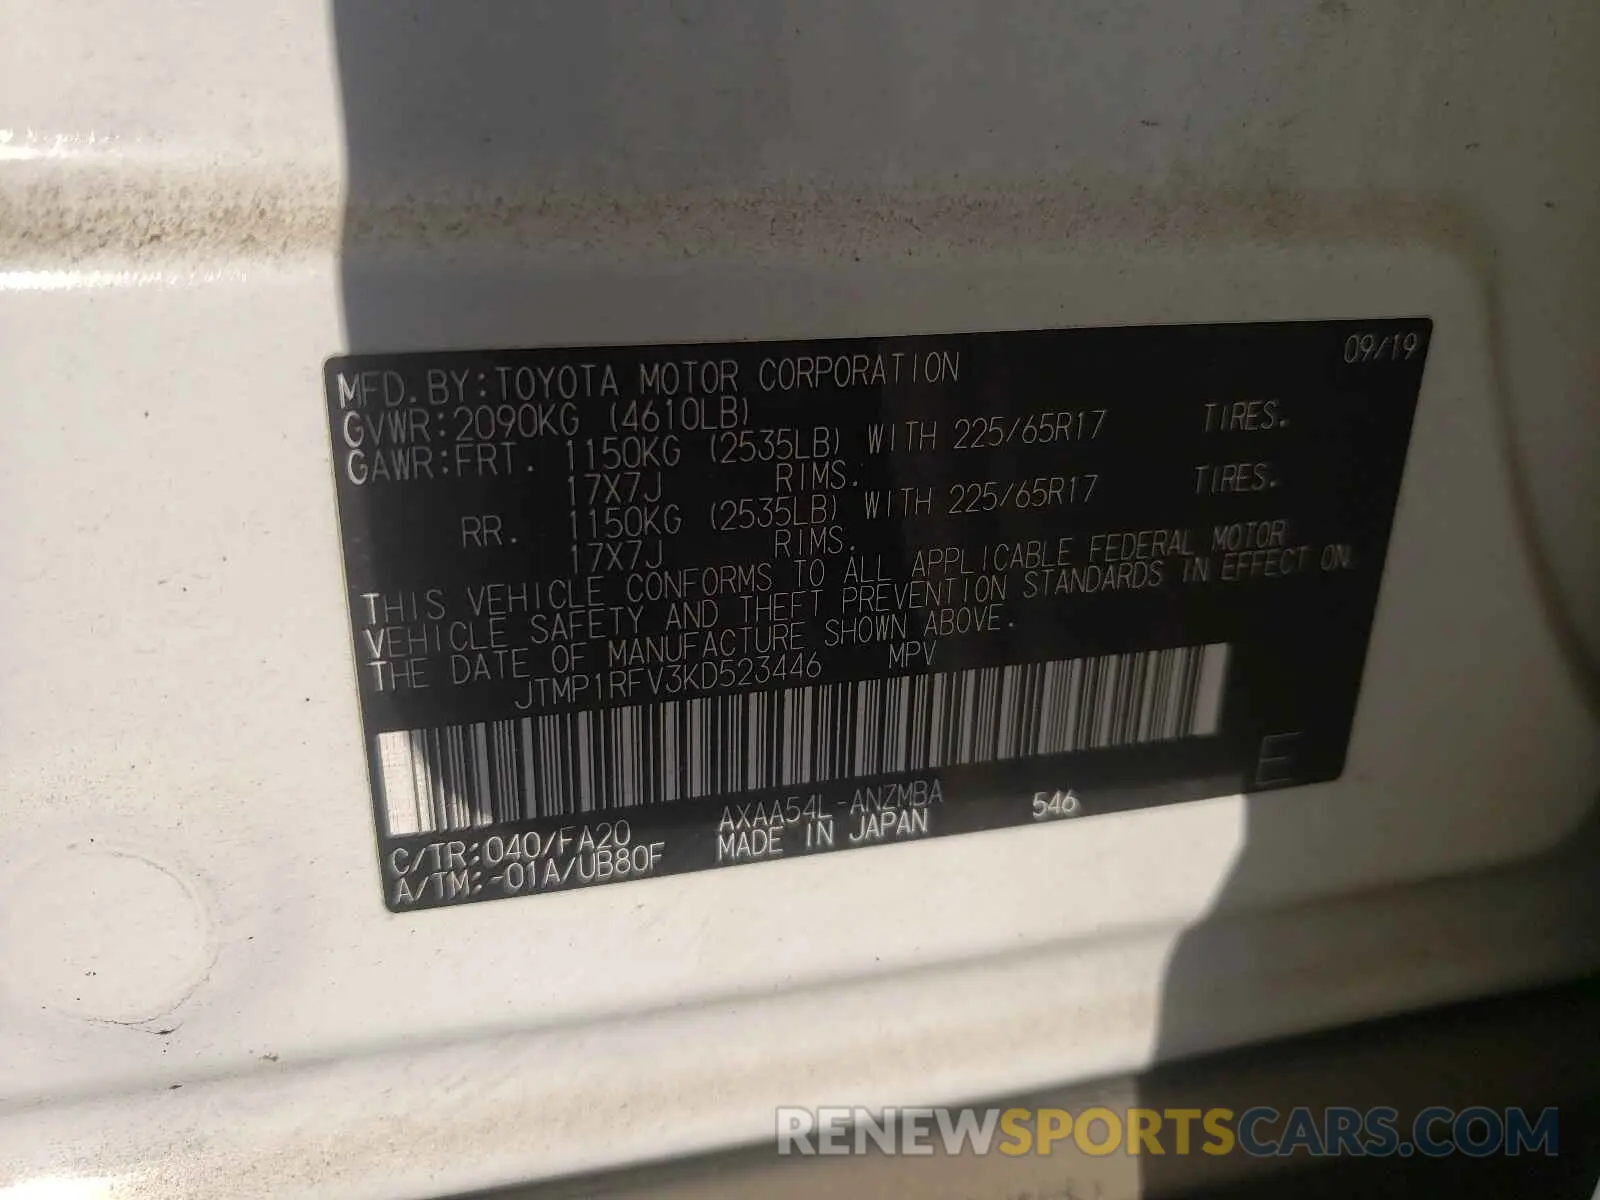 09/19
MFD.BY:TOYOTA MOTOR CORPORATION
GVWR:2090KG (4610LB)
GAWR:FRT. 1150KG (2535LB) WITH 225/65R17 TIRES.
17X7J RIMS.
RR. 1150KG (2535LB) WITH 225/65R17 TIRES.
17X7J RIMS.
THIS VEHICLE CONFORMS TO ALL APPLICABLE FEDERAL MOTOR
VEHICLE SAFETY AND THEFT PREVENTION STANDARDS IN EFFECT ON
THE DATE OF MANUFACTURE SHOWN ABOVE.
JTMP1RFV3KD523446 MPV
E
C/TR:040/FA20 AXAA54L-ANZMBA 546
A/TM:-01A/UB80F MADE IN JAPAN
RENEWSPORTSCARS.COM